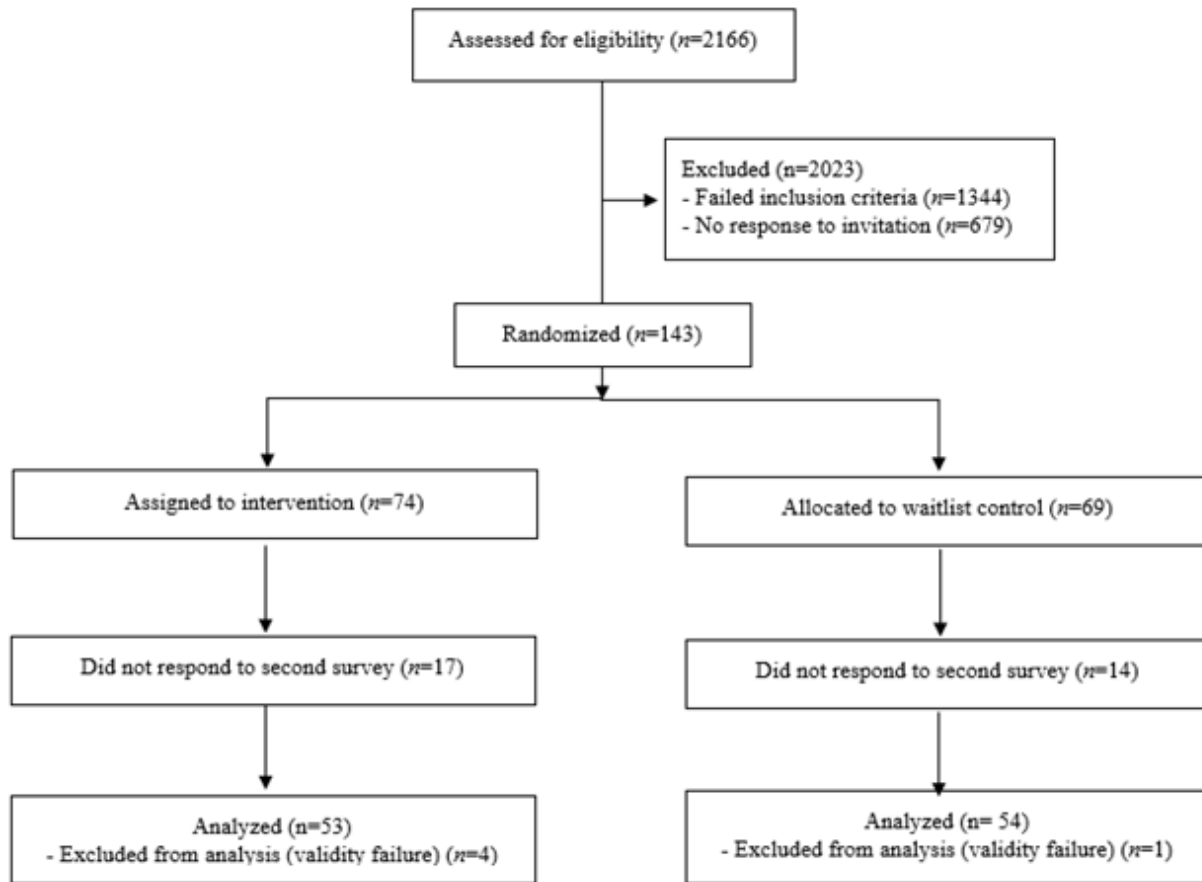 Assessed for eligibility (n=2166)
Excluded (n=2023)
- Failed inclusion criteria (n=1344)
- No response to invitation (n=679)
Randomized (n=143)
Assigned to intervention (n=74)
Allocated to waitlist control (n=69)
Did not respond to second survey (n=17)
Did not respond to second survey (n=14)
Analyzed (n=53)
- Excluded from analysis (validity failure) (n=4)
Analyzed (n= 54)
- Excluded from analysis (validity failure) (n=1)